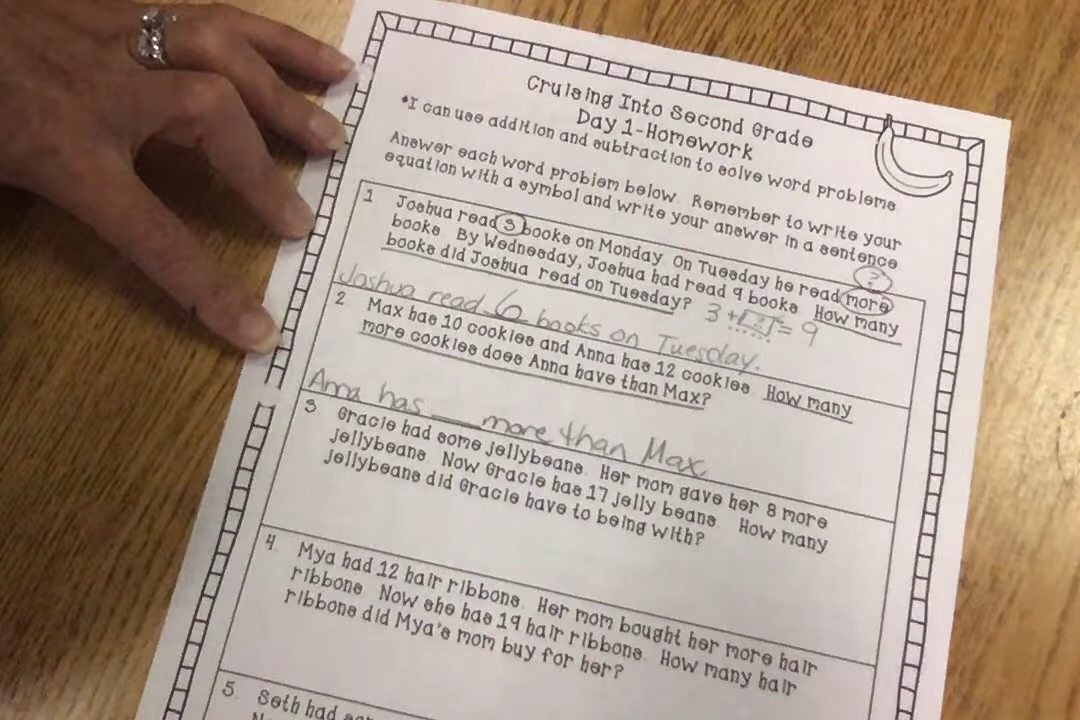 Cruising Into Second Grade
Day 1-Homework
*I can use addition and subtraction to solve word problems
Answer each word problem below. Remember to write your
equation with a symbol and write your answer in a sentence
1 Joshua read 3 books on Monday On Tuesday he read more
?
books. By Wednesday, Joshua had read 9 books How many
books did Joshua read on Tuesday? 3 + ? = 9
Joshua read 6 books on Tuesday.
2 Max has 10 cookies and Anna has 12 cookies How many
more cookies does Anna have than Max?
Anna has ___ more than Max.
3. Gracie had some jellybeans. Her mom gave her 8 more
jellybeans. Now Gracie has 17 jelly beans How many
jellybeans did Gracie have to being with?
4. Mya had 12 hair ribbons. Her mom bought her more hair
ribbons. Now she has 19 hair ribbons. How many hair
ribbons did Mya's mom buy for her?
5. Seth had